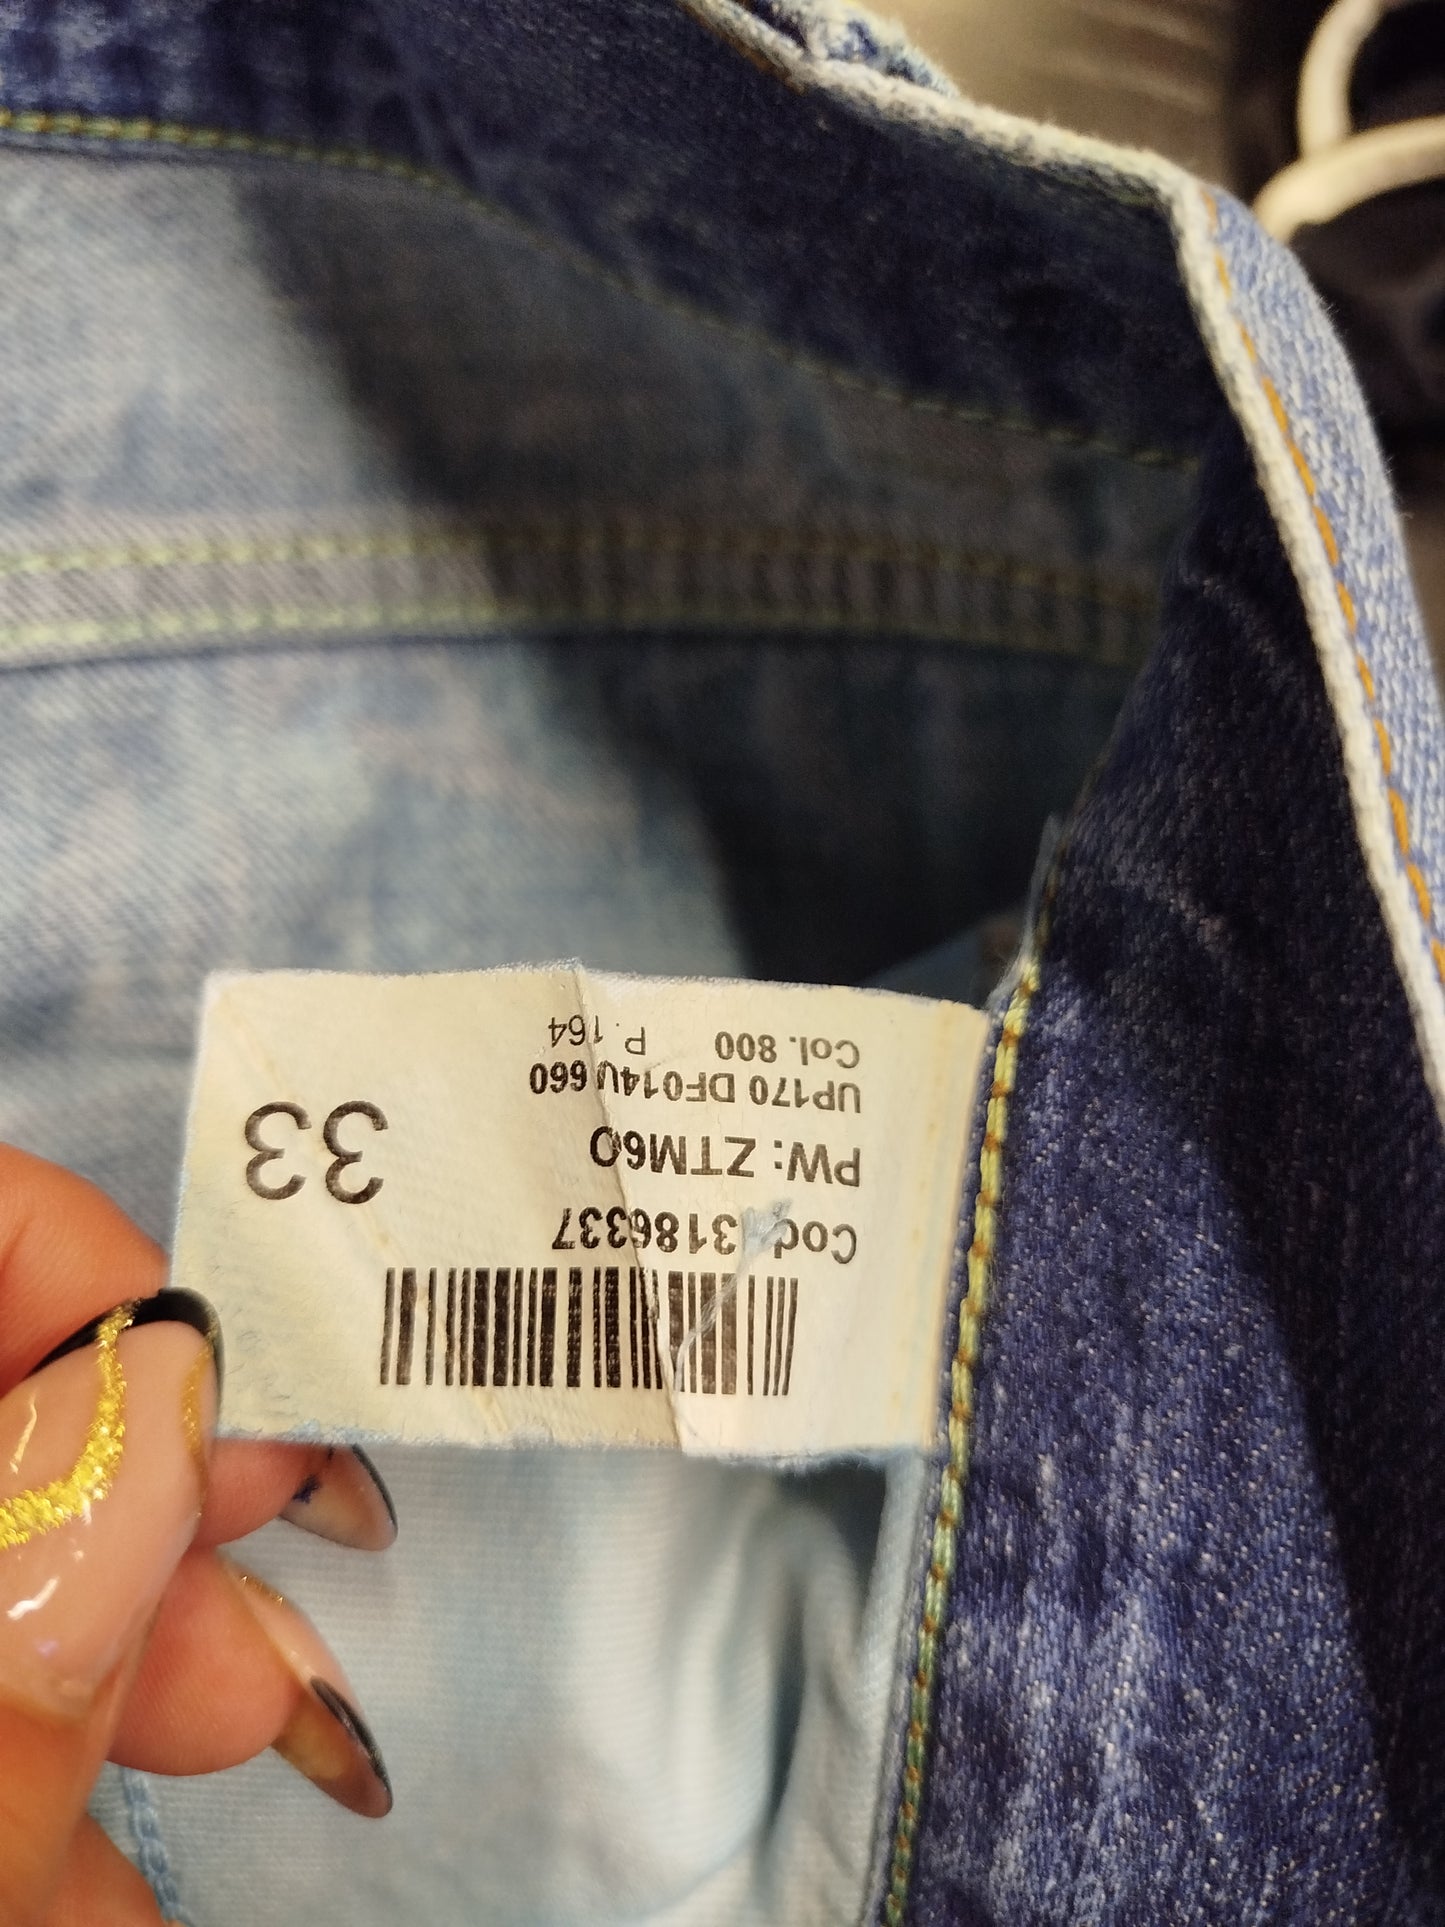 Cod. 3186337
PW: ZTM60
33
UP170 DF014U 660
Col. 800 P. 164